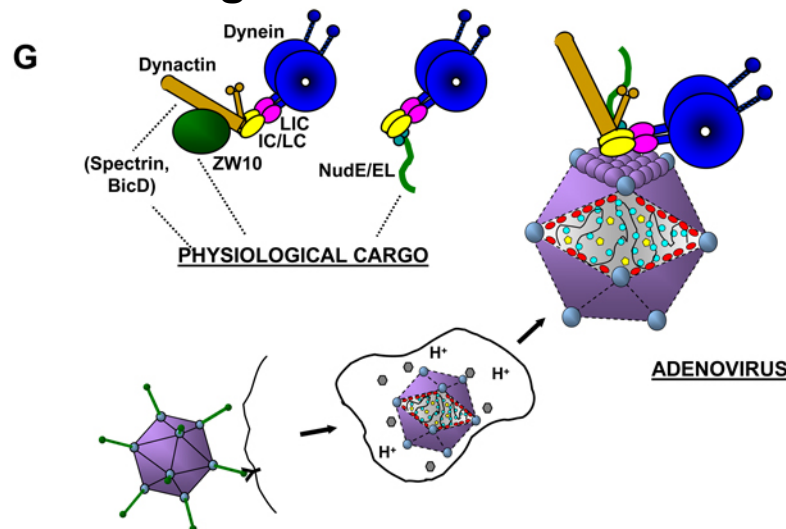 G
Dynein
Dynactin
LIC
IC/LC
ZW10
(Spectrin,
BicD)
NudE/EL
PHYSIOLOGICAL CARGO
H+
H+
H+
ADENOVIRUS